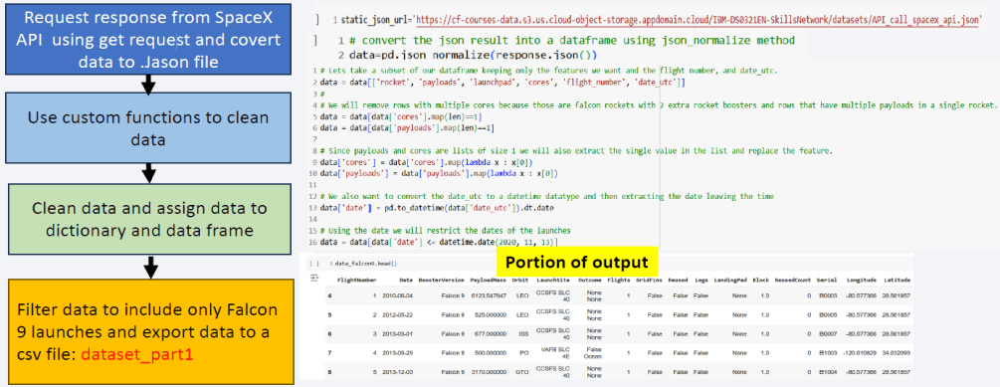 Request response from SpaceX
API using get request and covert
data to .Jason file
Use custom functions to clean
data
Clean data and assign data to
dictionary and data frame
Filter data to include only Falcon
9 launches and export data to a
csv file: dataset_part1
] 1 static_json_url='https://cf-courses-data.s3.us.cloud-object-storage.appdomain.cloud/IBM-DS0321EN-SkillsNetwork/datasets/API_call_spacex_api.json'
] 1 # convert the json result into a dataframe using json_normalize method
2 data=pd.json_normalize(response.json())
1 # Lets take a subset of our dataframe keeping only the features we want and the flight number, and date_utc.
2 data = data[['rocket', 'payloads', 'launchpad', 'cores', 'flight_number', 'date_utc']]
3 #
4 # We will remove rows with multiple cores because those are falcon rockets with 2 extra rocket boosters and rows that have multiple payloads in a single rocket.
5 data = data[data['cores'].map(len)==1]
6 data = data[data['payloads'].map(len)==1]
7
8 # Since payloads and cores are lists of size 1 we will also extract the single value in the list and replace the feature.
9 data['cores'] = data['cores'].map(lambda x : x[0])
10 data['payloads'] = data['payloads'].map(lambda x : x[0])
11
12 # We also want to convert the date_utc to a datetime datatype and then extracting the date leaving the time
13 data['date'] = pd.to_datetime(data['date_utc']).dt.date
14
15 # Using the date we will restrict the dates of the launches
16 data = data[data['date'] <= datetime.date(2020, 11, 13)]
Portion of output
[ ] 1 data_falcon9.head()
FlightNumber Date BoosterVersion PayloadMass Orbit LaunchSite Outcome Flights GridFins Reused Legs LandingPad Block ReusedCount Serial Longitude Latitude
4 1 2010-06-04 Falcon 9 6123.547647 LEO CCSFS SLC 40 None None 1 False False False None 1.0 0 B0003 -80.577366 28.561857
5 2 2012-05-22 Falcon 9 525.000000 LEO CCSFS SLC 40 None None 1 False False False None 1.0 0 B0005 -80.577366 28.561857
6 3 2013-03-01 Falcon 9 677.000000 ISS CCSFS SLC 40 None None 1 False False False None 1.0 0 B0007 -80.577366 28.561857
7 4 2013-09-29 Falcon 9 500.000000 PO VAFB SLC 4E False Ocean 1 False False False None 1.0 0 B1003 -120.610829 34.632093
8 5 2013-12-03 Falcon 9 3170.000000 GTO CCSFS SLC 40 None None 1 False False False None 1.0 0 B1004 -80.577366 28.561857